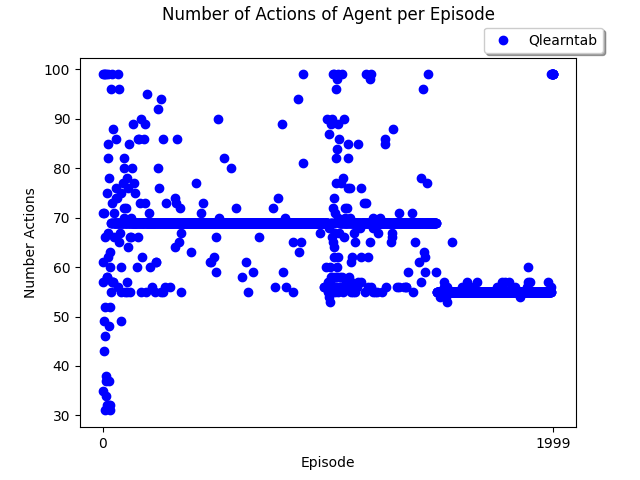 Number of Actions of Agent per Episode
Qlearntab
100
90
80
70
60
50
40
30
Number Actions
0
1999
Episode